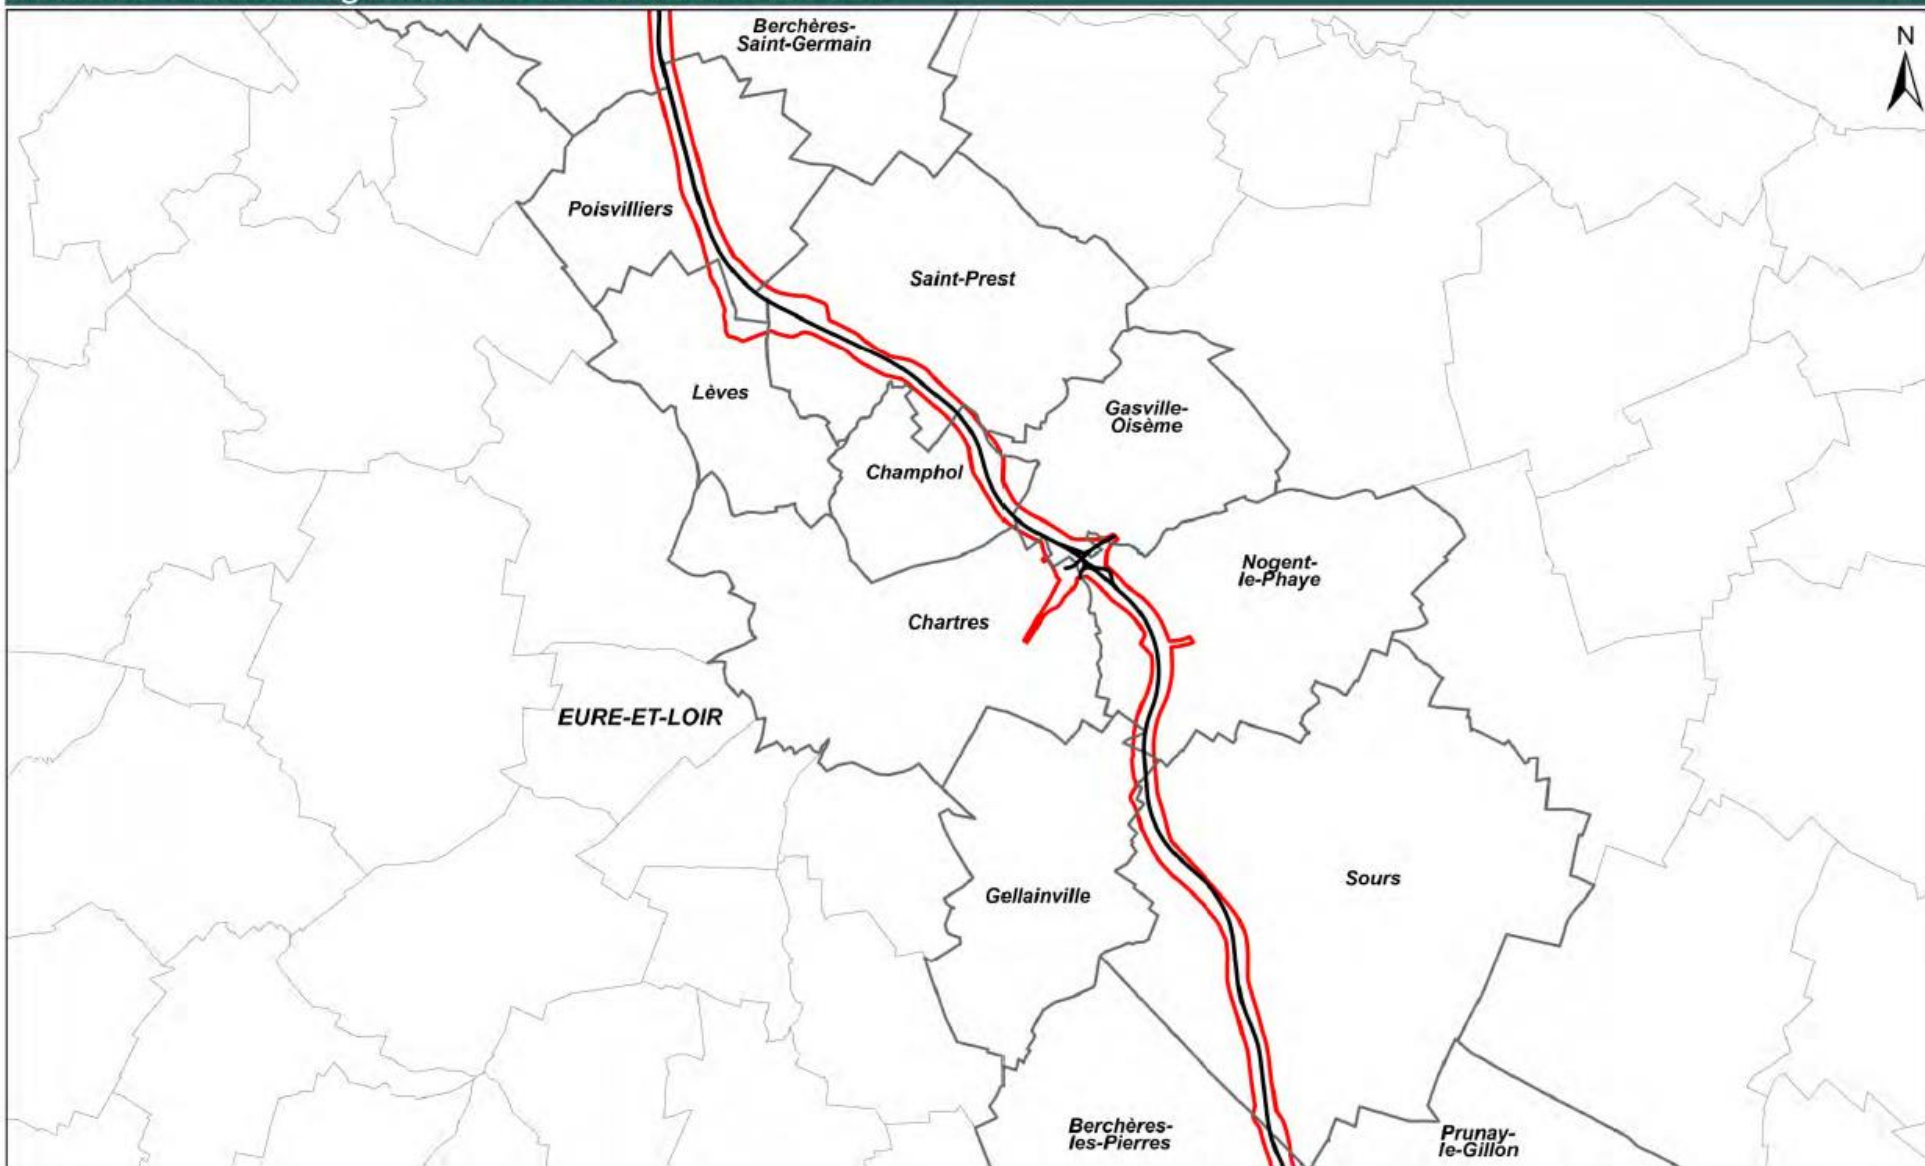 Berchères-
Saint-Germain
N
Poisvilliers
Saint-Prest
Lèves
Gasville-
Oisème
Champhol
Nogent-
le-Phaye
Chartres
EURE-ET-LOIR
Sours
Gellainville
Berchères-
les-Pierres
Prunay-
le-Gillon